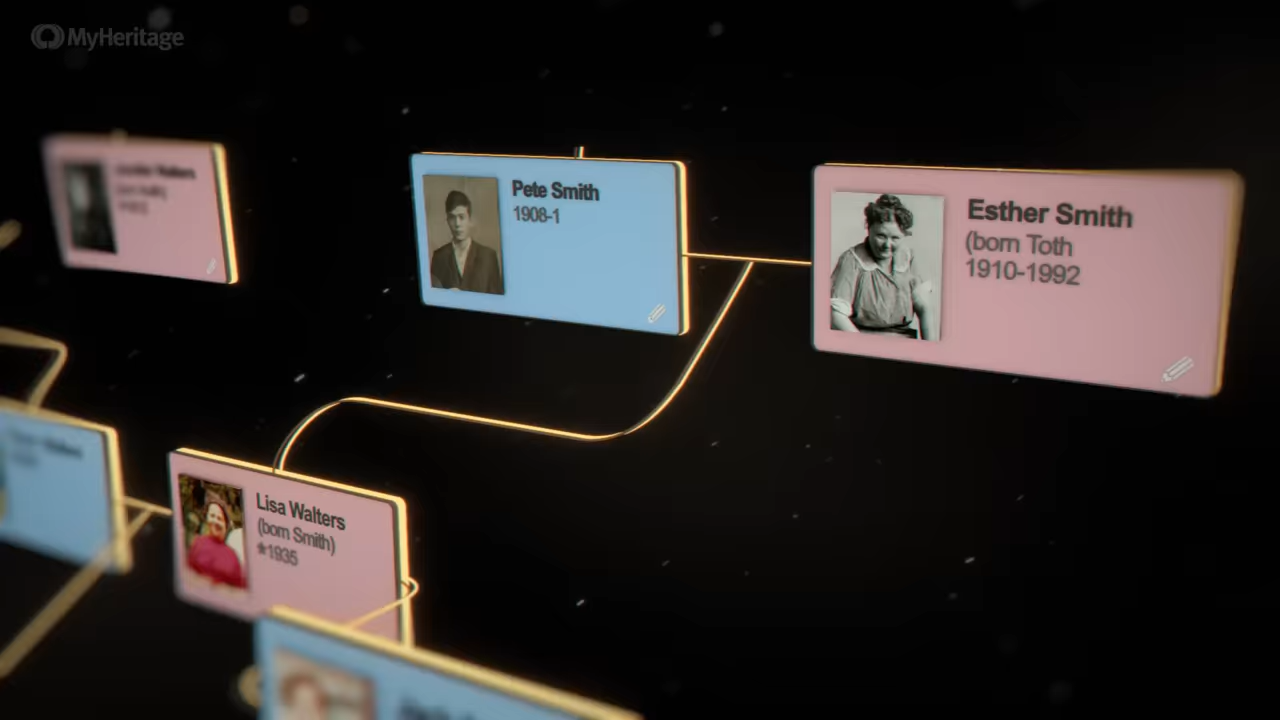 MyHeritage
Pete Smith
1908-1
Esther Smith
(born Toth
1910-1992
Lisa Walters
(born Smith)
★1935